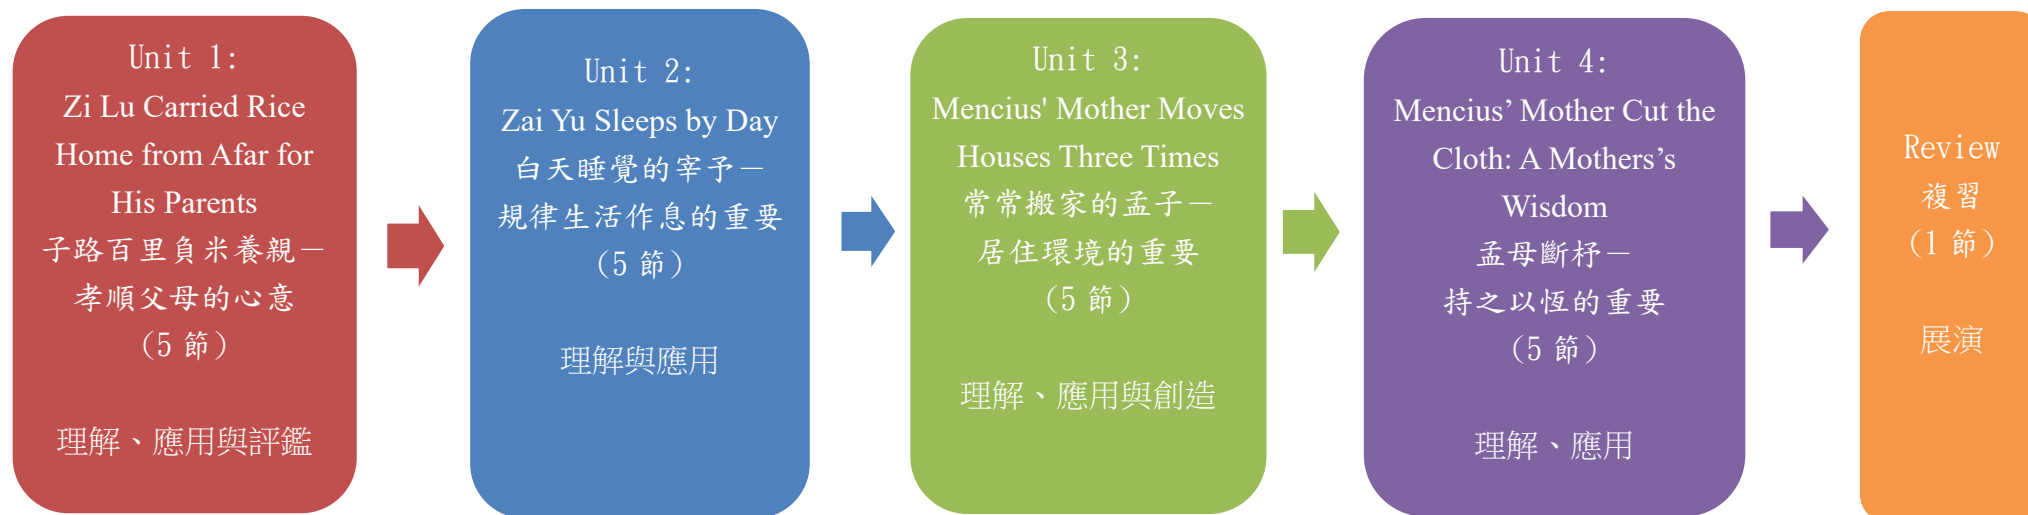 Unit 1:
Zi Lu Carried Rice
Home from Afar for
His Parents
子路百里負米養親－
孝順父母的心意
（5 節）
理解、應用與評鑑
Unit 2:
Zai Yu Sleeps by Day
白天睡覺的宰予－
規律生活作息的重要
（5 節）
理解與應用
Unit 3:
Mencius' Mother Moves
Houses Three Times
常常搬家的孟子－
居住環境的重要
（5 節）
理解、應用與創造
Unit 4:
Mencius’ Mother Cut the
Cloth: A Mothers’s
Wisdom
孟母斷杼－
持之以恆的重要
（5 節）
理解、應用
Review
複習
（1 節）
展演